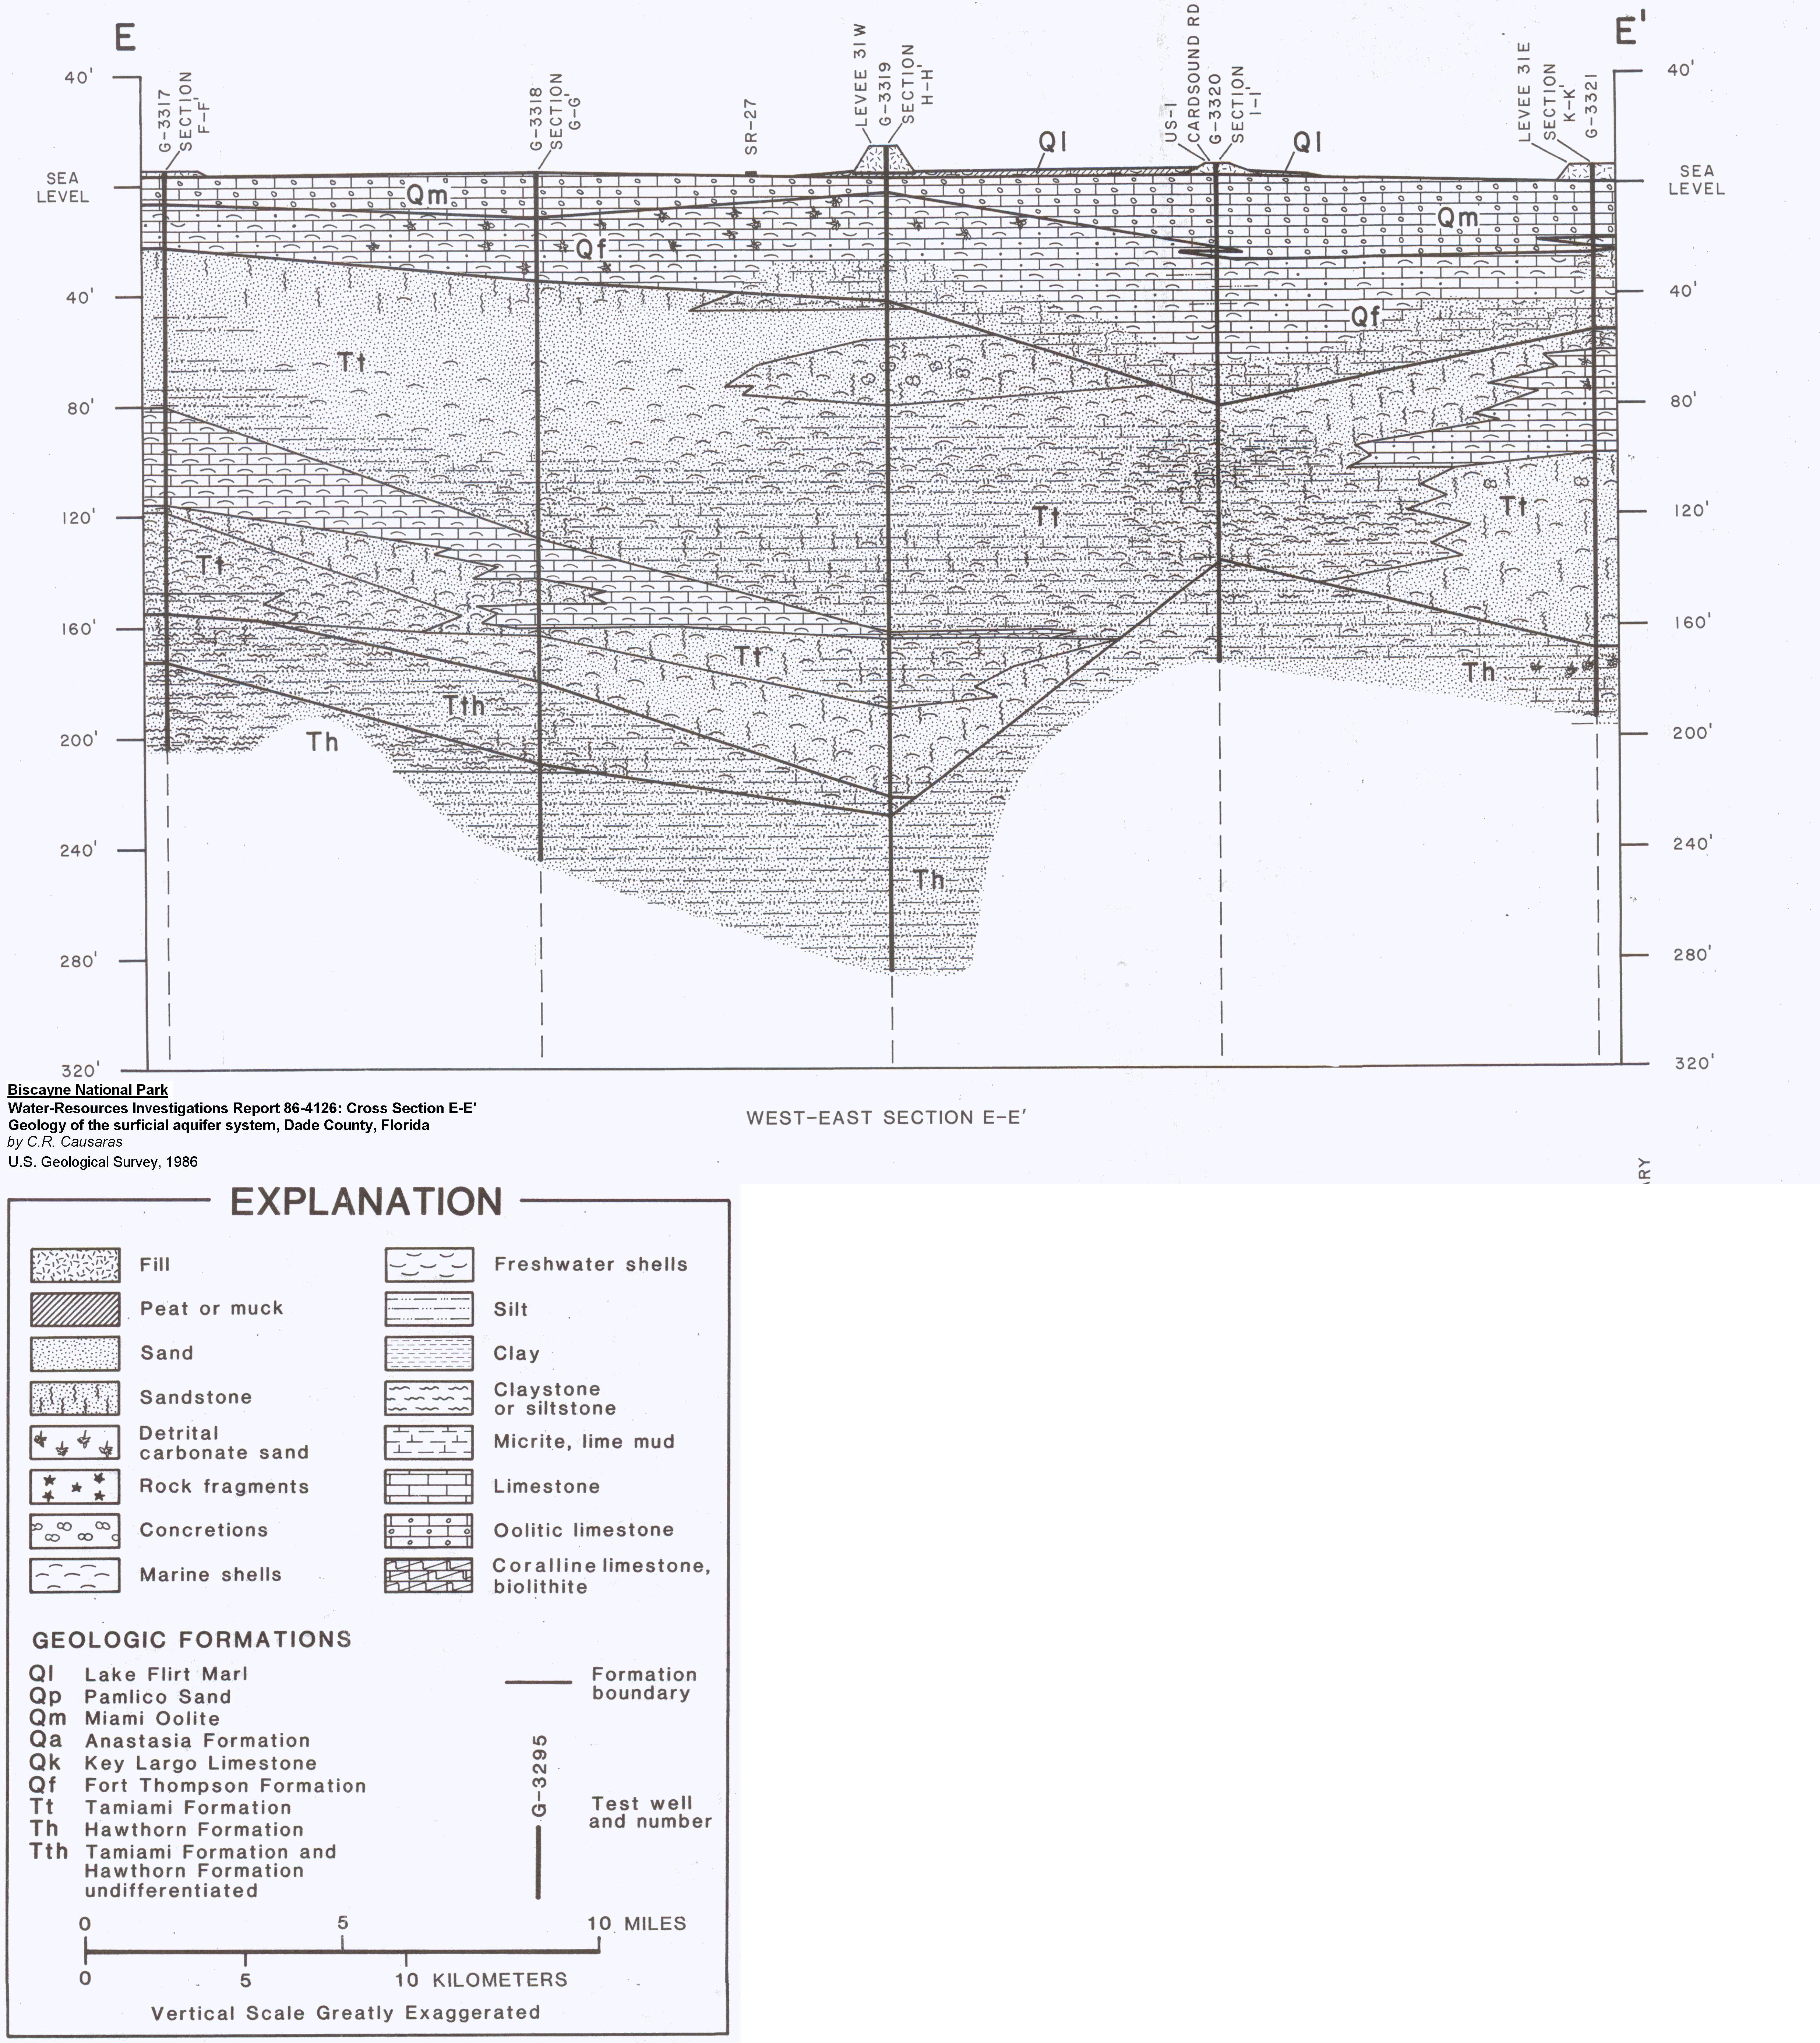 E
E'
40'
SEA
LEVEL
40'
80'
120'
160'
200'
240'
280'
320'
G-3317
SECTION
F-F'
G-3318
SECTION
G-G'
SR-27
LEVEE 31W
G-3319
SECTION
H-H'
Ql
US-1
CARDSOUND RD
G-3320
SECTION
I-I'
Ql
LEVEE 31E
SECTION
K-K'
G-3321
40'
SEA
LEVEL
40'
80'
120'
160'
200'
240'
280'
320'
Qm
Qm
Qf
Qf
Tt
Tt
Tt
Tt
Tt
Tth
Th
Th
Th
Biscayne National Park
Water-Resources Investigations Report 86-4126: Cross Section E-E'
Geology of the surficial aquifer system, Dade County, Florida
by C.R. Causaras
U.S. Geological Survey, 1986
WEST-EAST SECTION E-E'
ARY
EXPLANATION
Fill
Peat or muck
Sand
Sandstone
Detrital
carbonate sand
Rock fragments
Concretions
Marine shells
Freshwater shells
Silt
Clay
Claystone
or siltstone
Micrite, lime mud
Limestone
Oolitic limestone
Coralline limestone,
biolithite
GEOLOGIC FORMATIONS
Ql Lake Flirt Marl
Qp Pamlico Sand
Qm Miami Oolite
Qa Anastasia Formation
Qk Key Largo Limestone
Qf Fort Thompson Formation
Tt Tamiami Formation
Th Hawthorn Formation
Tth Tamiami Formation and
Hawthorn Formation
undifferentiated
Formation
boundary
G-3295
Test well
and number
0 5 10 MILES
0 5 10 KILOMETERS
Vertical Scale Greatly Exaggerated